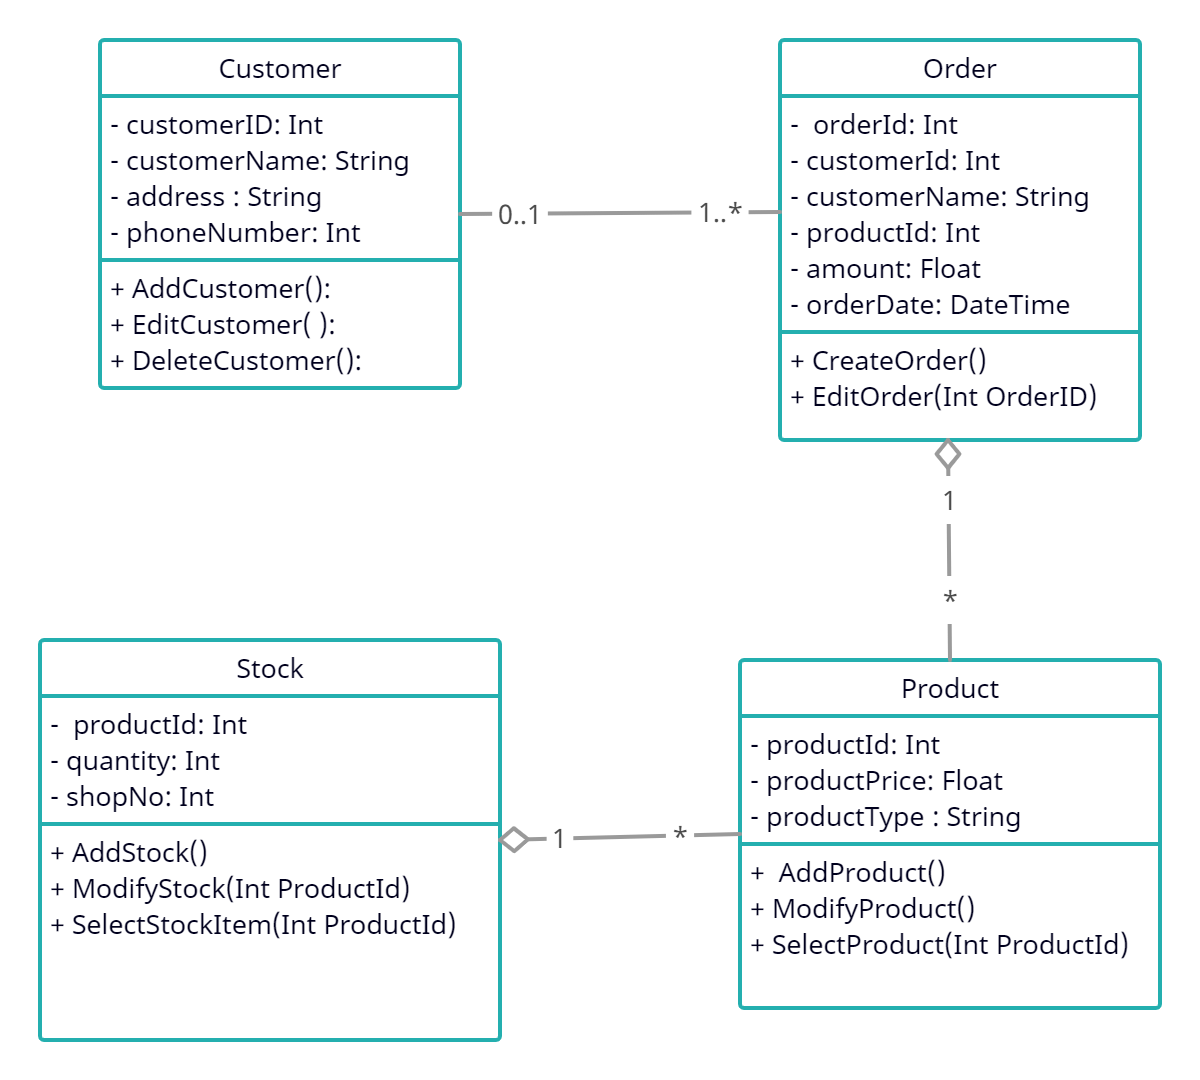 Customer
- customerID: Int
- customerName: String
- address : String
- phoneNumber: Int
+ AddCustomer():
+ EditCustomer( ):
+ DeleteCustomer():
0..1
1..*
Order
- orderId: Int
- customerId: Int
- customerName: String
- productId: Int
- amount: Float
- orderDate: DateTime
+ CreateOrder()
+ EditOrder(Int OrderID)
1
*
Stock
- productId: Int
- quantity: Int
- shopNo: Int
+ AddStock()
+ ModifyStock(Int ProductId)
+ SelectStockItem(Int ProductId)
1
*
Product
- productId: Int
- productPrice: Float
- productType : String
+ AddProduct()
+ ModifyProduct()
+ SelectProduct(Int ProductId)